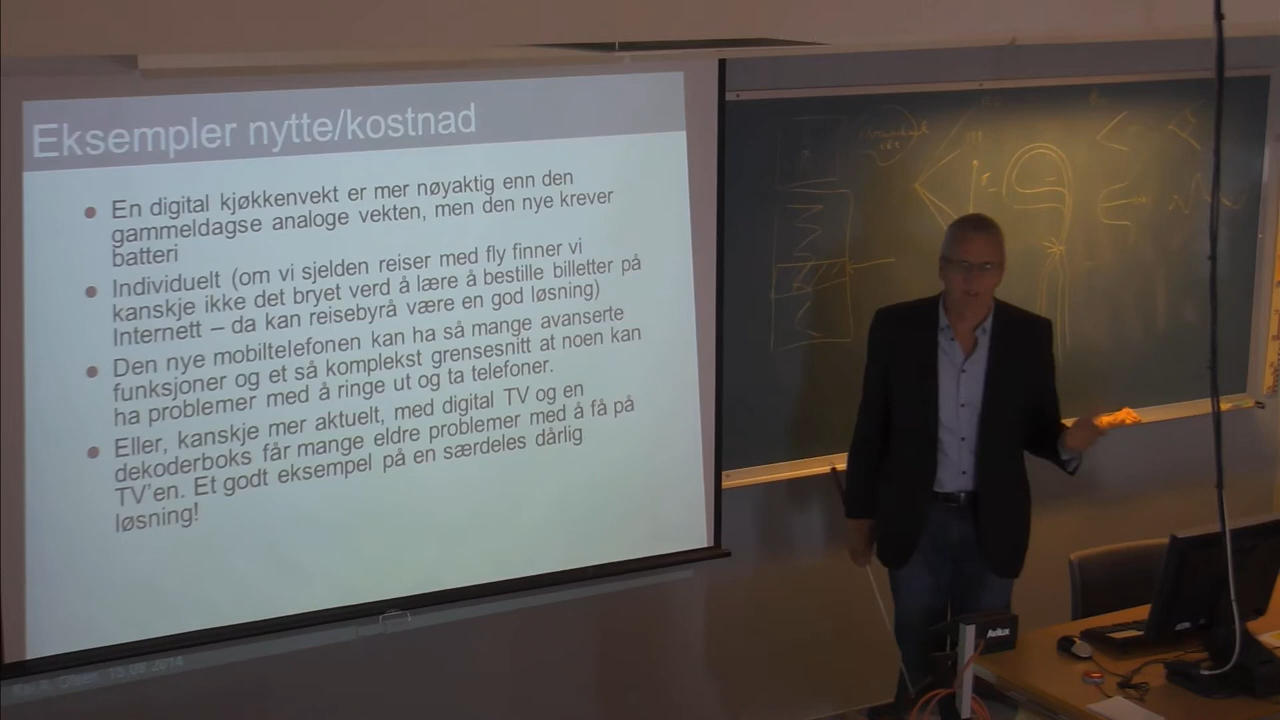 Eksempler nytte/kostnad
En digital kjøkkenvekt er mer nøyaktig enn den
gammeldagse analoge vekten, men den nye krever
batteri
Individuelt (om vi sjelden reiser med fly finner vi
kanskje ikke det bryet verd å lære å bestille billetter på
Internett – da kan reisebyrå være en god løsning)
Den nye mobiltelefonen kan ha så mange avanserte
funksjoner og et så komplekst grensesnitt at noen kan
ha problemer med å ringe ut og ta telefoner.
Eller, kanskje mer aktuelt, med digital TV og en
dekoderboks får mange eldre problemer med å få på
TV'en. Et godt eksempel på en særdeles dårlig
løsning!